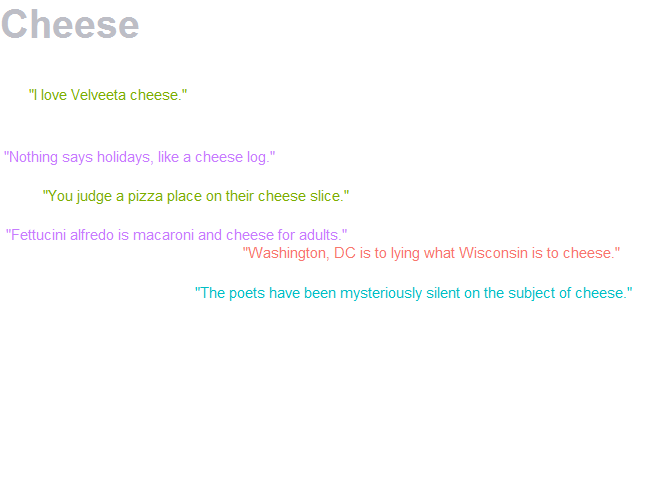 Cheese
"I love Velveeta cheese."
"Nothing says holidays, like a cheese log."
"You judge a pizza place on their cheese slice."
"Fettucini alfredo is macaroni and cheese for adults."
"Washington, DC is to lying what Wisconsin is to cheese."
"The poets have been mysteriously silent on the subject of cheese."